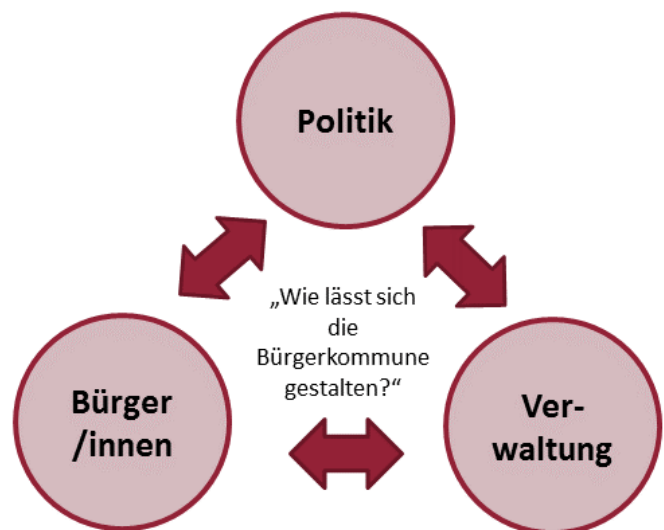 Politik
„Wie lässt sich
die
Bürgerkommune
gestalten?“
Bürger
/innen
Ver-
waltung